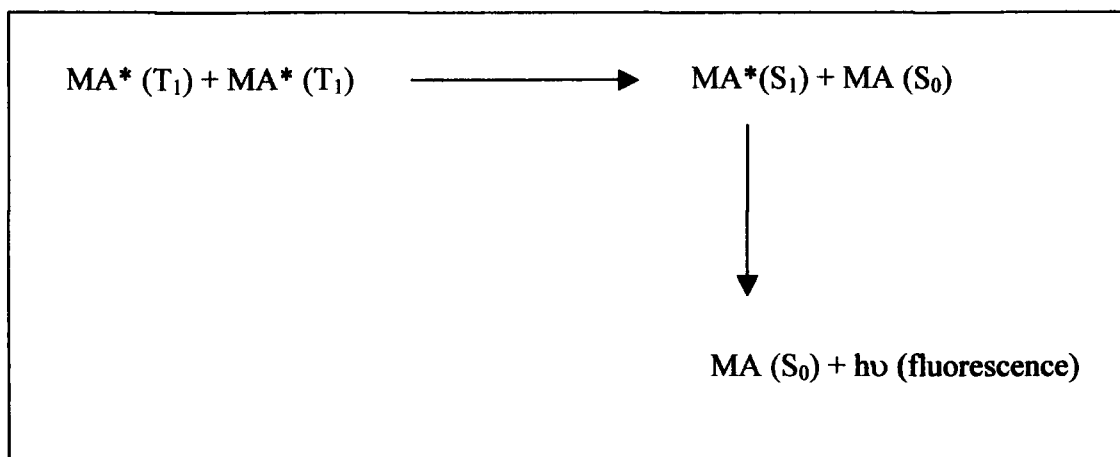 MA* (T₁) + MA* (T₁) → MA*(S₁) + MA (S₀)
MA (S₀) + hυ (fluorescence)